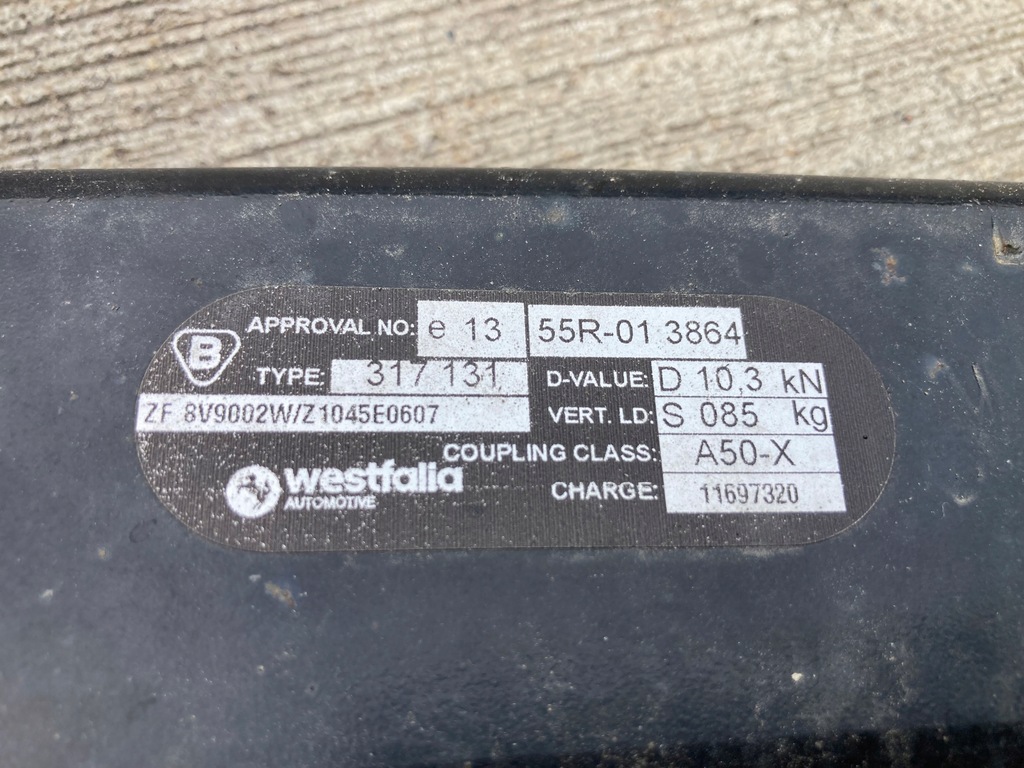 B
APPROVAL NO: e 13 55R-01 3864
TYPE: 317 131 D-VALUE: D 10,3 kN
ZF 8V9002W/Z1045E0607 VERT. LD: S 085 kg
COUPLING CLASS: A50-X
westfalia
AUTOMOTIVE
CHARGE: 11697320